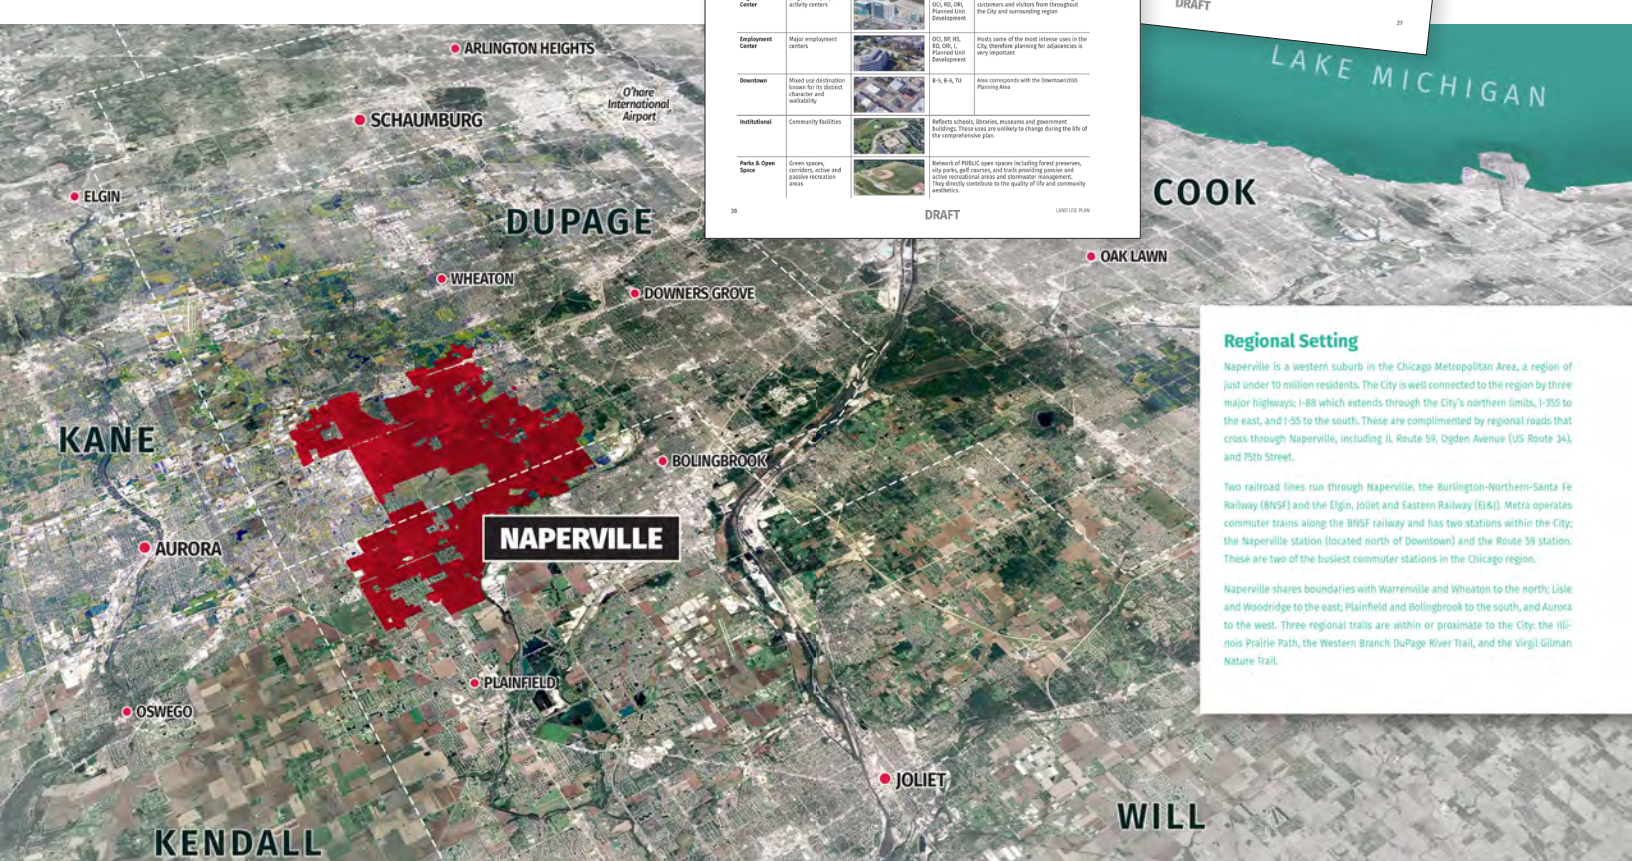 Center
activity centers
OCI, RD, ORI,
Planned Unit
Development
customers and visitors from throughout
the City and surrounding region
Employment
Center
Major employment
centers
OCI, BP, HS,
RD, ORI, I,
Planned Unit
Development
Hosts some of the most intense uses in the
City, therefore planning for adjacencies is
very important
Downtown
Mixed use destination
known for its distinct
character and
walkability
B-5, B-6, TU
Area corresponds with the Downtown2030
Planning Area
Institutional
Community facilities
Reflects schools, libraries, museums and government
buildings. These uses are unlikely to change during the life of
the comprehensive plan.
Parks & Open
Space
Green spaces,
corridors, active and
passive recreation
areas
Network of PUBLIC open spaces including forest preserves,
city parks, golf courses, and trails providing passive and
active recreational areas and stormwater management.
They directly contribute to the quality of life and community
aesthetics.
38
DRAFT
LAND USE PLAN
DRAFT
27
LAKE MICHIGAN
ARLINGTON HEIGHTS
O'hare
International
Airport
SCHAUMBURG
ELGIN
DUPAGE
COOK
WHEATON
DOWNERS GROVE
OAK LAWN
KANE
BOLINGBROOK
NAPERVILLE
AURORA
PLAINFIELD
OSWEGO
JOLIET
WILL
KENDALL
Regional Setting
Naperville is a western suburb in the Chicago Metropolitan Area, a region of
just under 10 million residents. The City is well connected to the region by three
major highways; I-88 which extends through the City's northern limits, I-355 to
the east, and I-55 to the south. These are complimented by regional roads that
cross through Naperville, including IL Route 59, Ogden Avenue (US Route 34),
and 75th Street.
Two railroad lines run through Naperville, the Burlington-Northern-Santa Fe
Railway (BNSF) and the Elgin, Joliet and Eastern Railway (EJ&J). Metra operates
commuter trains along the BNSF railway and has two stations within the City;
the Naperville station (located north of Downtown) and the Route 59 station.
These are two of the busiest commuter stations in the Chicago region.
Naperville shares boundaries with Warrenville and Wheaton to the north; Lisle
and Woodridge to the east; Plainfield and Bolingbrook to the south, and Aurora
to the west. Three regional trails are within or proximate to the City: the Illi-
nois Prairie Path, the Western Branch DuPage River Trail, and the Virgil Gilman
Nature Trail.